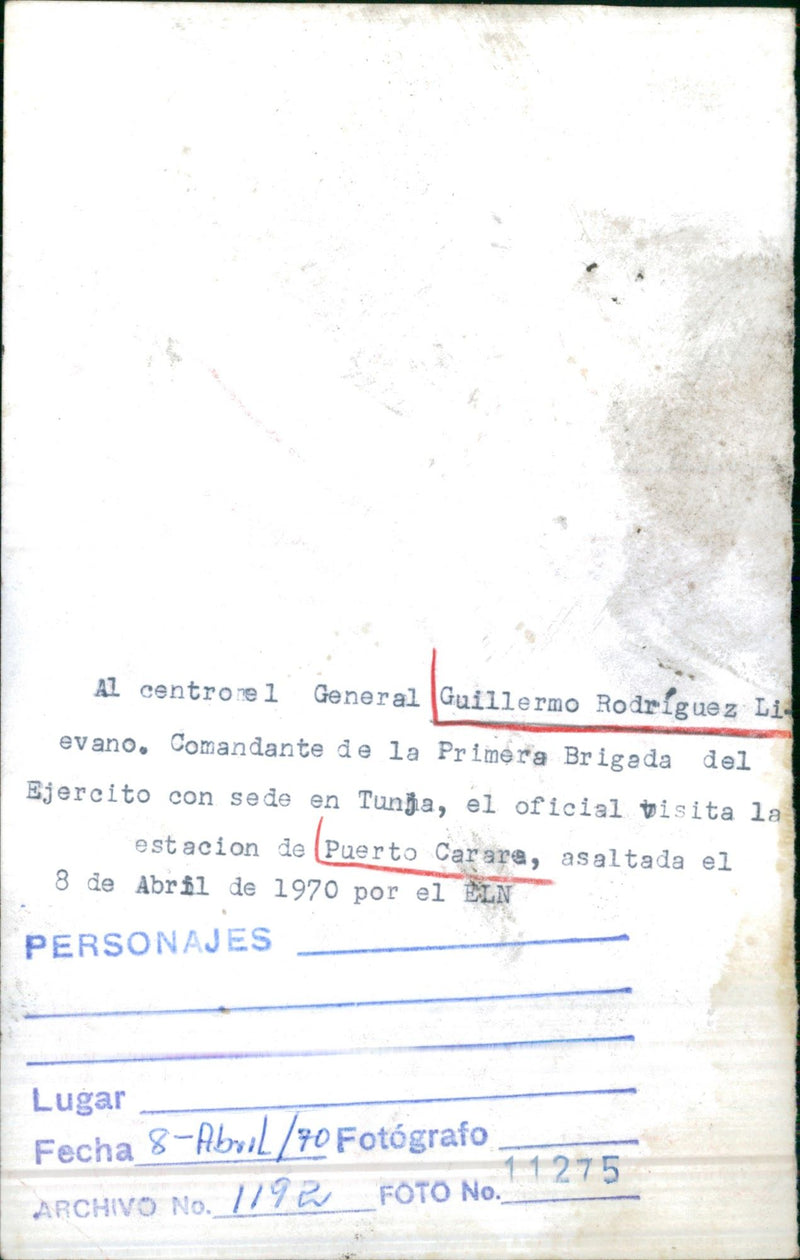 Al centro el General Guillermo Rodríguez Li-
evano. Comandante de la Primera Brigada del
Ejercito con sede en Tunja, el oficial visita la
estacion de Puerto Carare, asaltada el
8 de Abril de 1970 por el ELN
PERSONAJES
Lugar
Fecha 8-Abril/70 Fotógrafo
ARCHIVO No. 1192 FOTO No. 11275